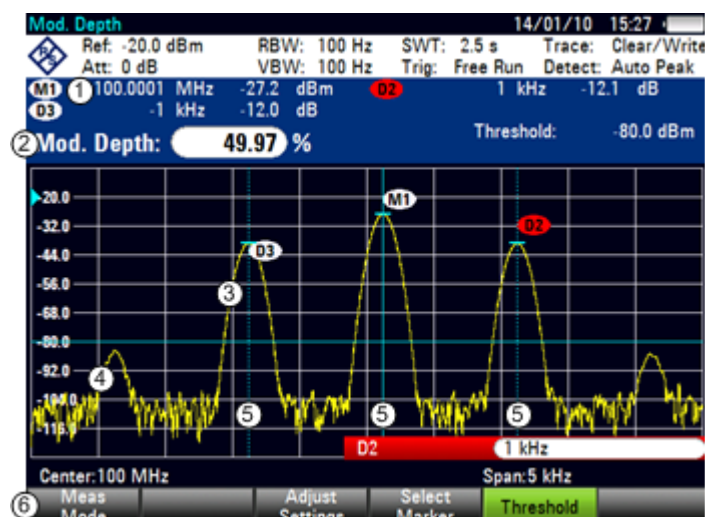 Mod. Depth 14/01/10 15:27
Ref: -20.0 dBm RBW: 100 Hz SWT: 2.5 s Trace: Clear/Write
Att: 0 dB VBW: 100 Hz Trig: Free Run Detect: Auto Peak
M1 1 100.0001 MHz -27.2 dBm D2 1 kHz -12.1 dB
D3 -1 kHz -12.0 dB
Threshold: -80.0 dBm
2 Mod. Depth: 49.97 %
-20.0
M1
-32.0
D2
-44.0
D3
-56.0
3
-68.0
-80.0
-92.0
4
-104.0
5 5 5
-116.0
D2 1 kHz
Center:100 MHz Span:5 kHz
6
Meas Mode
Adjust Settings
Select Marker
Threshold